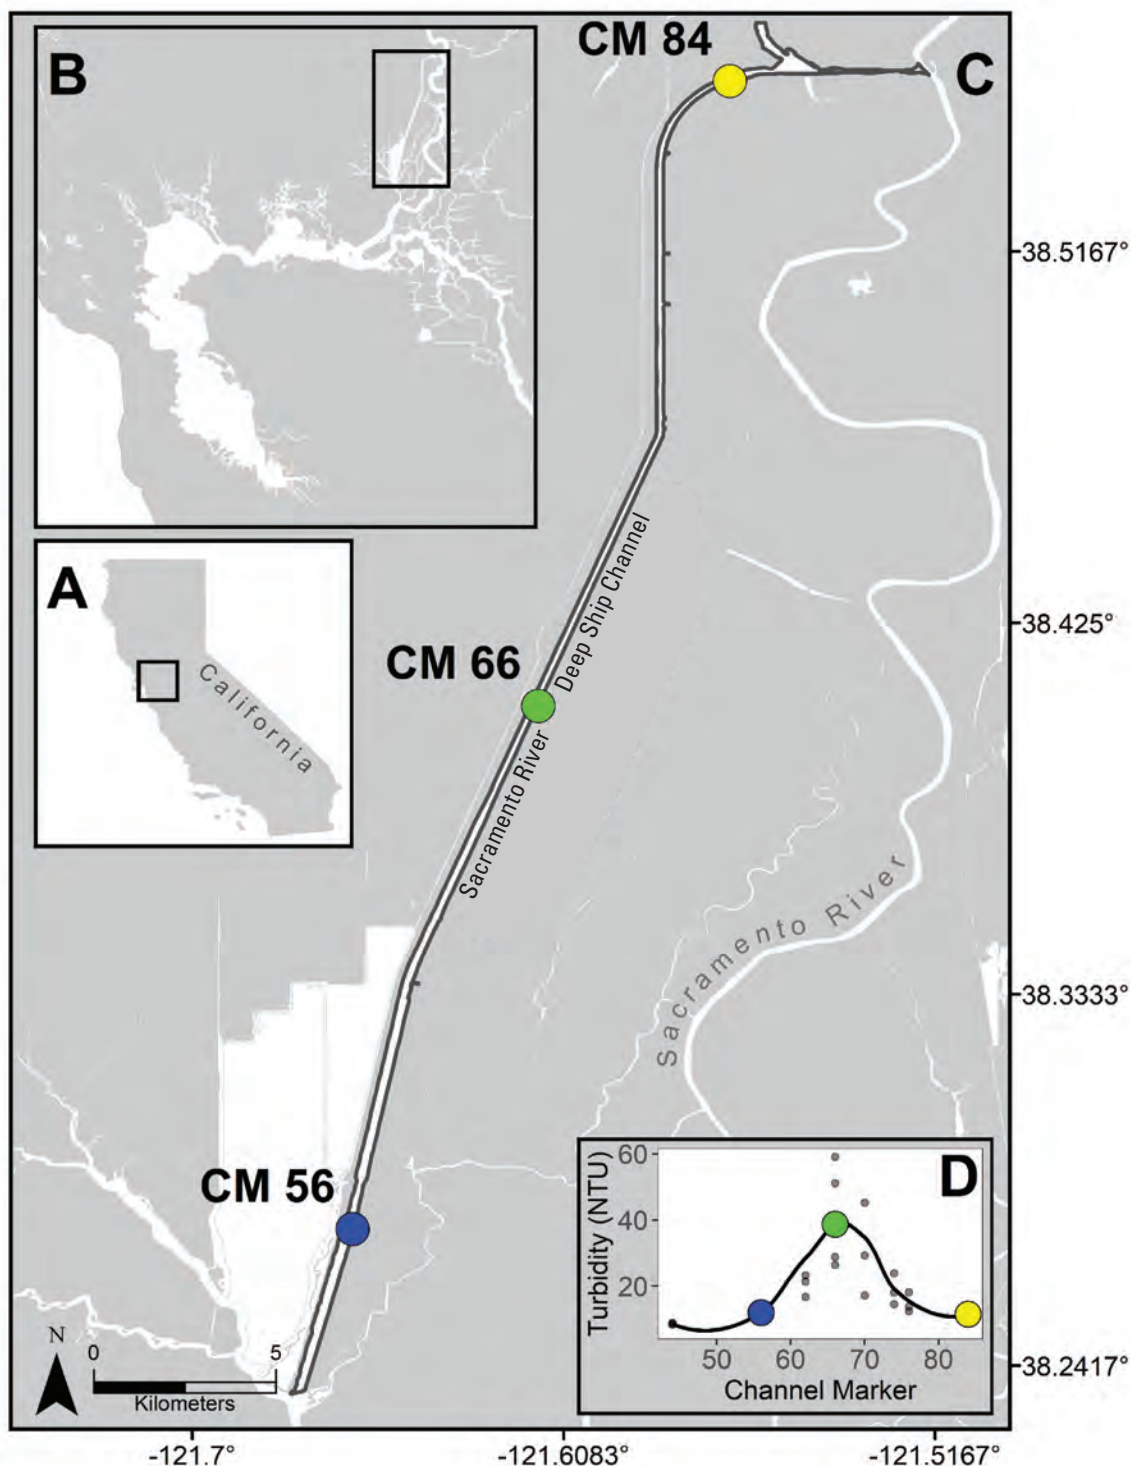 CM 84
B
C
38.5167°
A
California
Deep Ship Channel
38.425°
CM 66
Sacramento River
Sacramento River
38.3333°
CM 56
D
Turbidity (NTU)
60
40
20
50 60 70 80
Channel Marker
N
0 5
Kilometers
38.2417°
-121.7° -121.6083° -121.5167°